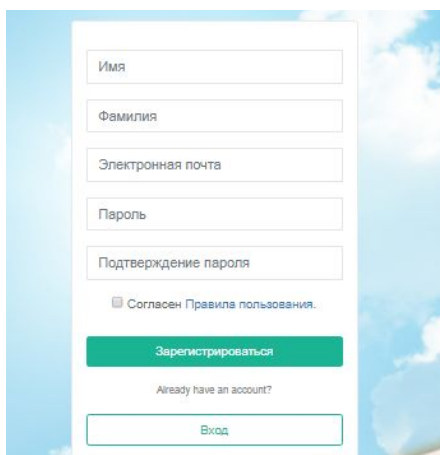 Имя
Фамилия
Электронная почта
Пароль
Подтверждение пароля
Согласен Правила пользования.
Зарегистрироваться
Already have an account?
Вход